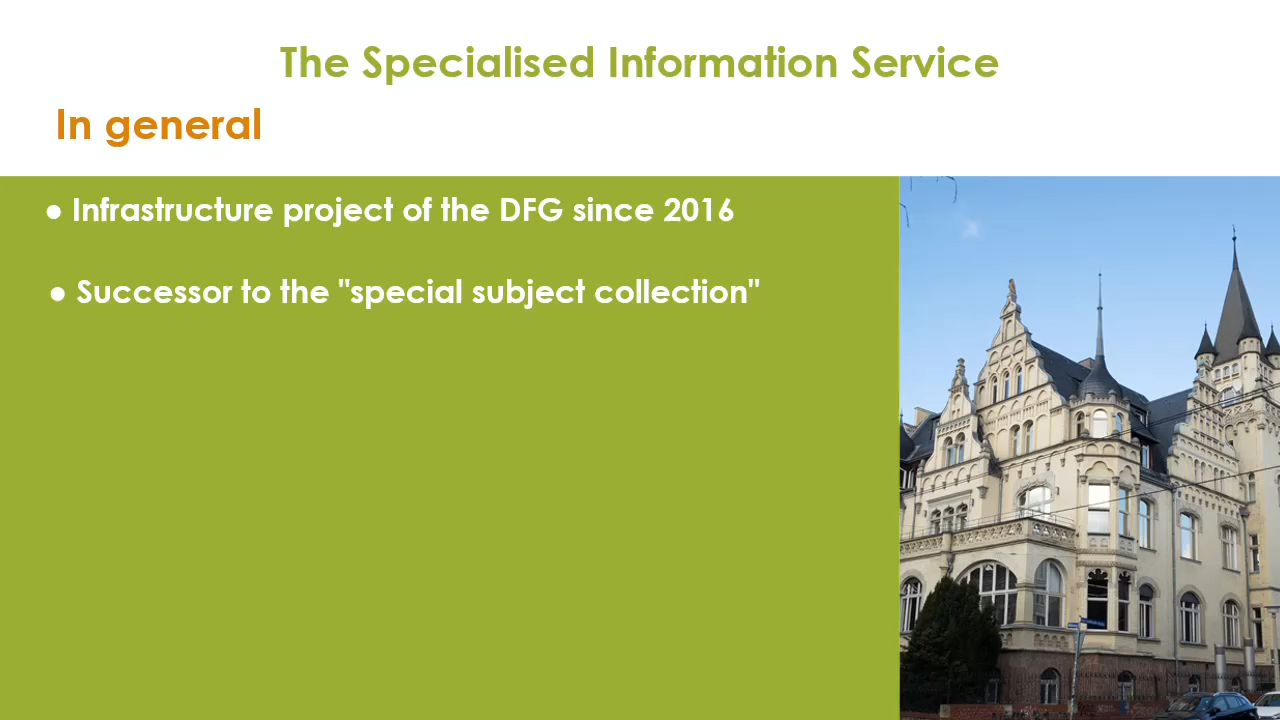 The Specialised Information Service
In general
● Infrastructure project of the DFG since 2016
● Successor to the "special subject collection"